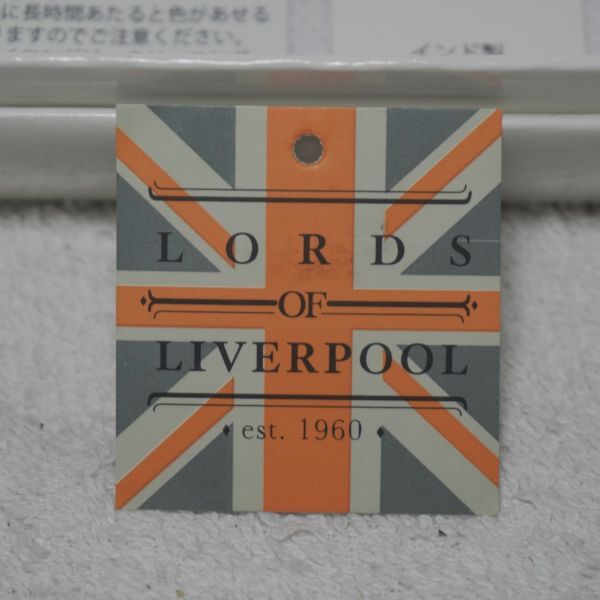 に長時間あたると色があせる
りますのでご注意ください。
インド製
LORDS
OF
LIVERPOOL
est. 1960